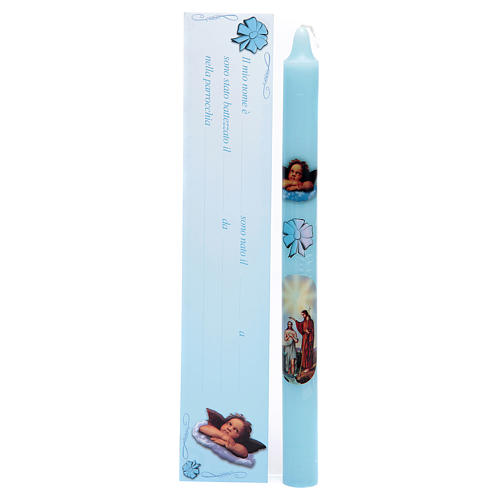 Il mio nome è
sono nato il a
sono stato battezzato il da
nella parrocchia